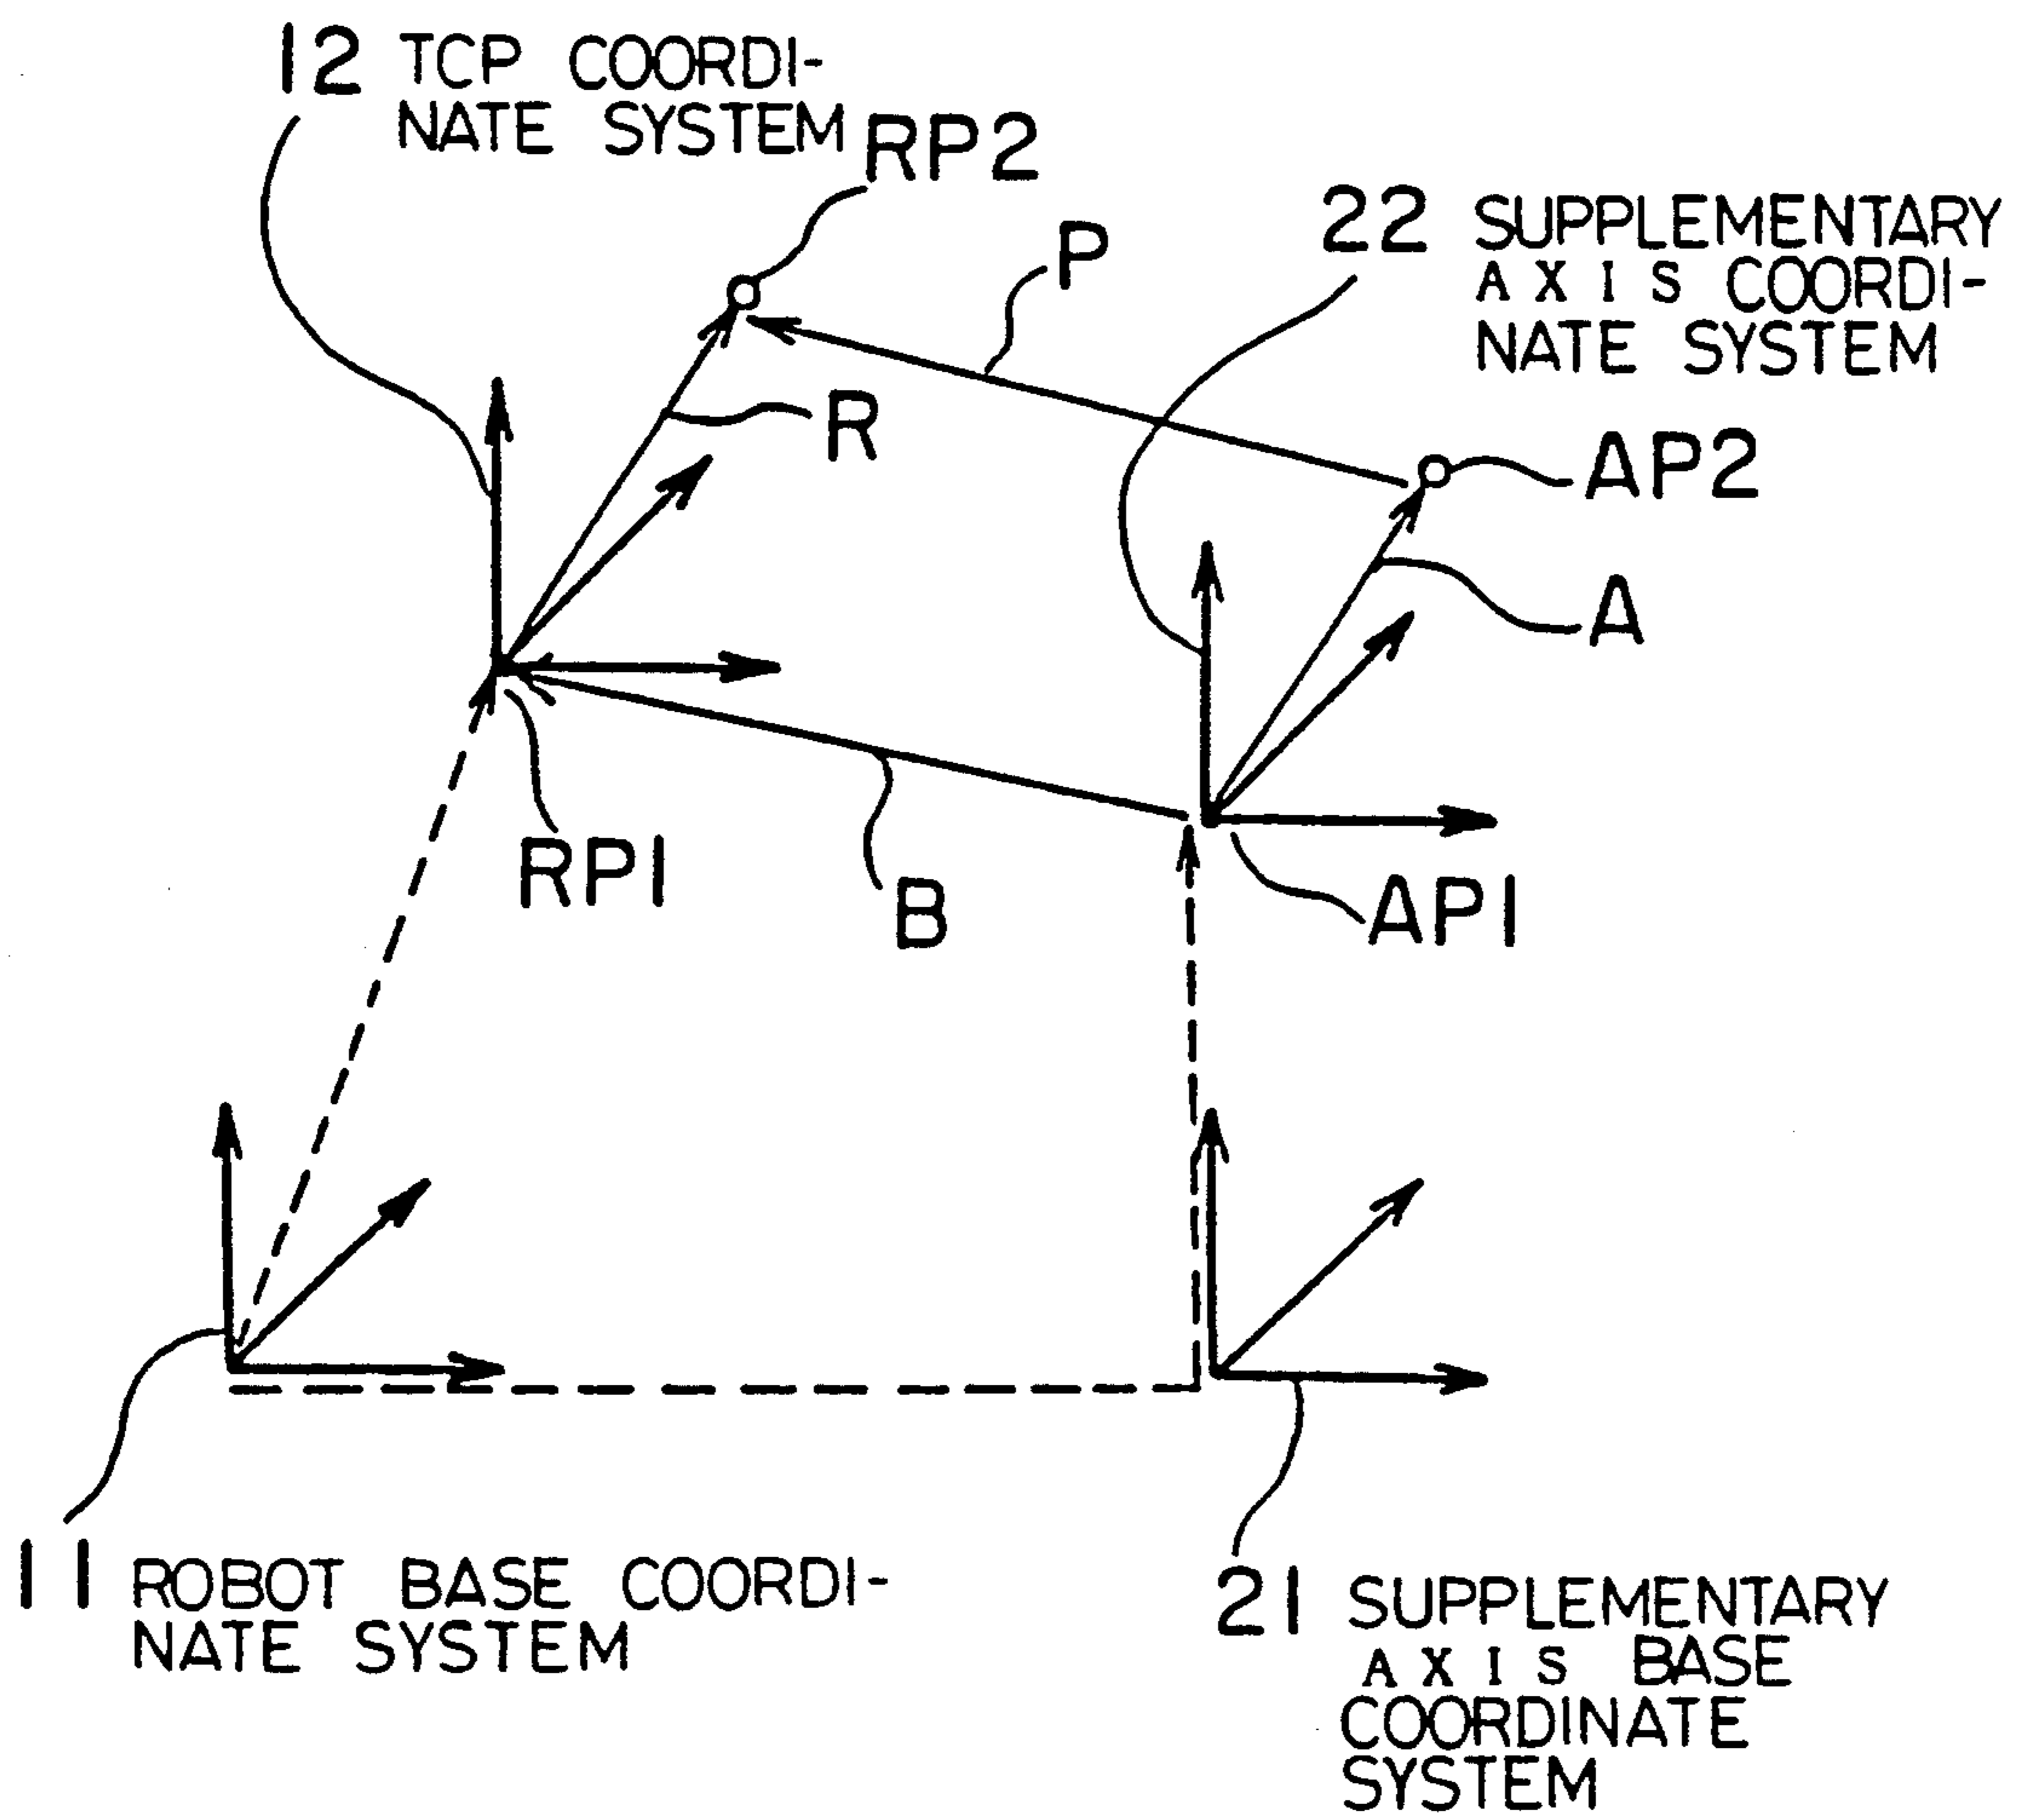 12 TCP COORDI-
NATE SYSTEM
RP2
P
22 SUPPLEMENTARY
AXIS COORDI-
NATE SYSTEM
R
AP2
A
RP1
B
AP1
11 ROBOT BASE COORDI-
NATE SYSTEM
21 SUPPLEMENTARY
AXIS BASE
COORDINATE
SYSTEM